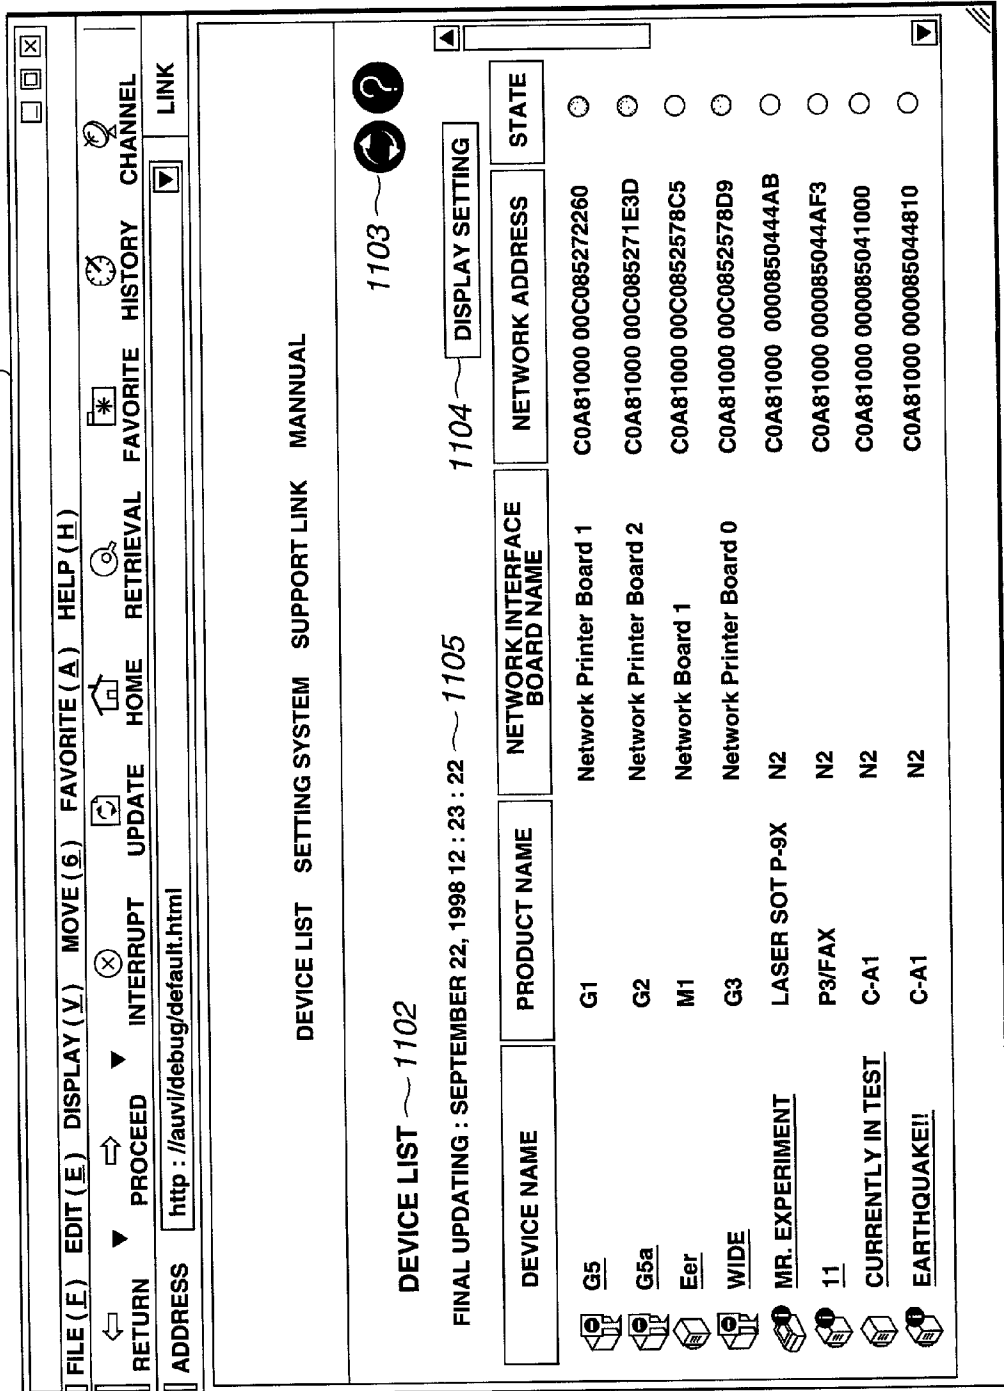 FILE (F) EDIT (E) DISPLAY (V) MOVE (6) FAVORITE (A) HELP (H)
RETURN PROCEED INTERRUPT UPDATE HOME RETRIEVAL FAVORITE HISTORY CHANNEL
ADDRESS http : //auvi/debug/default.html LINK
DEVICE LIST SETTING SYSTEM SUPPORT LINK MANNUAL
DEVICE LIST 1102 1103 ?
FINAL UPDATING : SEPTEMBER 22, 1998 12 : 23 : 22 1105 1104 DISPLAY SETTING
DEVICE NAME PRODUCT NAME NETWORK INTERFACE BOARD NAME NETWORK ADDRESS STATE
G5 G1 Network Printer Board 1 C0A81000 00C085272260
G5a G2 Network Printer Board 2 C0A81000 00C085271E3D
Eer M1 Network Board 1 C0A81000 00C0852578C5
WIDE G3 Network Printer Board 0 C0A81000 00C0852578D9
MR. EXPERIMENT LASER SOT P-9X N2 C0A81000 0000850444AB
11 P3/FAX N2 C0A81000 000085044AF3
CURRENTLY IN TEST C-A1 N2 C0A81000 000085041000
EARTHQUAKE!! C-A1 N2 C0A81000 000085044810